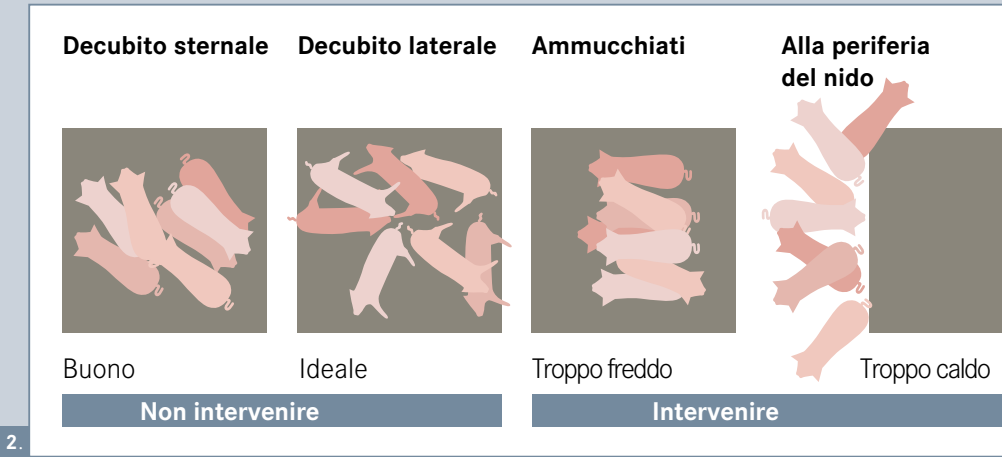 Decubito sternale
Decubito laterale
Ammucchiati
Alla periferia
del nido
Buono
Ideale
Troppo freddo
Troppo caldo
Non intervenire
Intervenire
2.